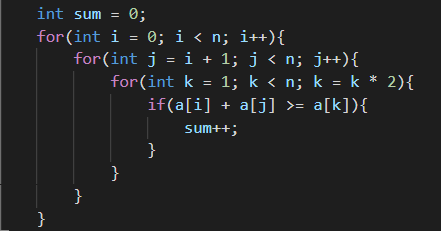 int sum = 0;
for(int i = 0; i < n; i++){
for(int j = i + 1; j < n; j++){
for(int k = 1; k < n; k = k * 2){
if(a[i] + a[j] >= a[k]){
sum++;
}
}
}
}